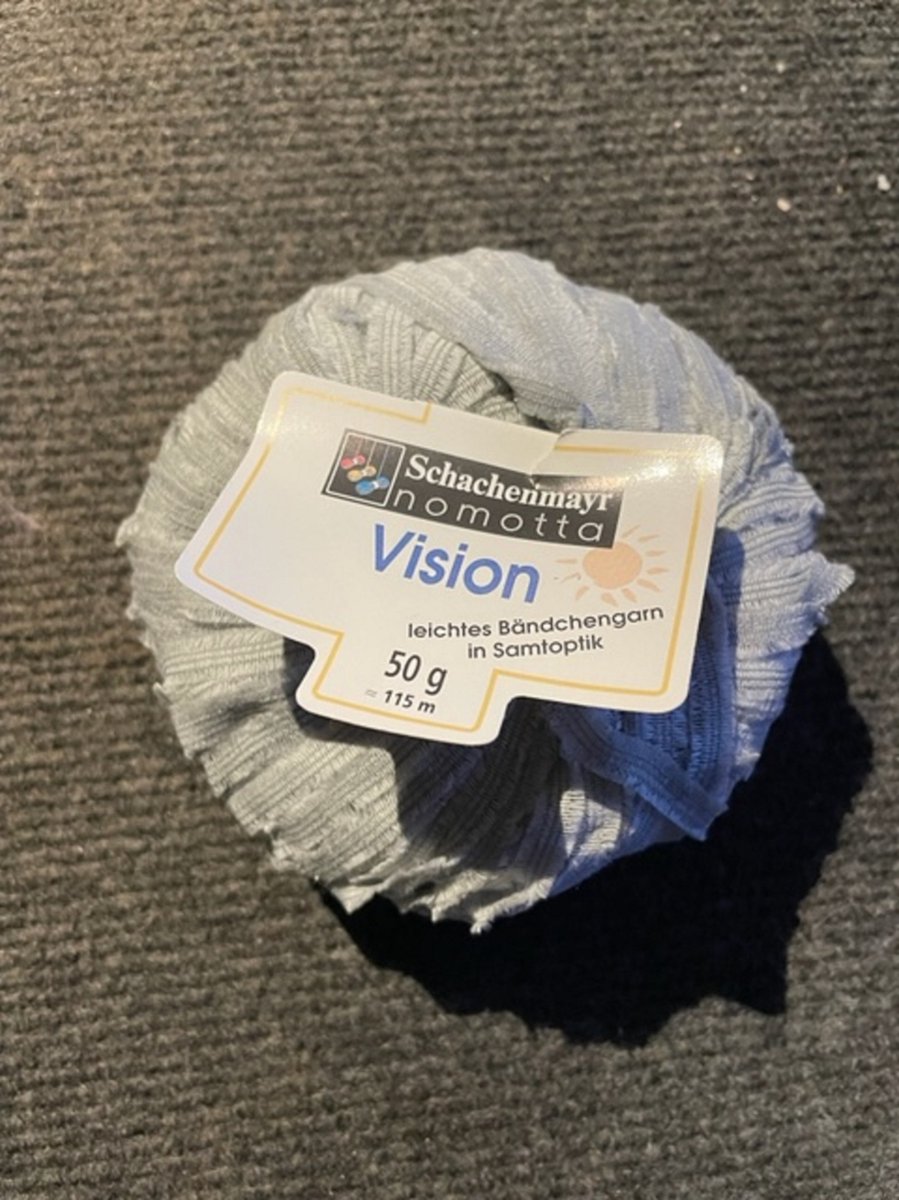 Schachenmayr
nomotta
Vision
leichtes Bändchengarn
in Samtoptik
50 g
≈ 115 m